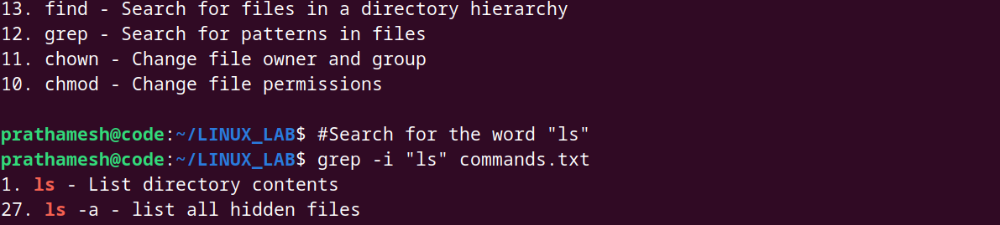 13. find - Search for files in a directory hierarchy
12. grep - Search for patterns in files
11. chown - Change file owner and group
10. chmod - Change file permissions
prathamesh@code:~/LINUX_LAB$ #Search for the word "ls"
prathamesh@code:~/LINUX_LAB$ grep -i "ls" commands.txt
1. ls - List directory contents
27. ls -a - list all hidden files